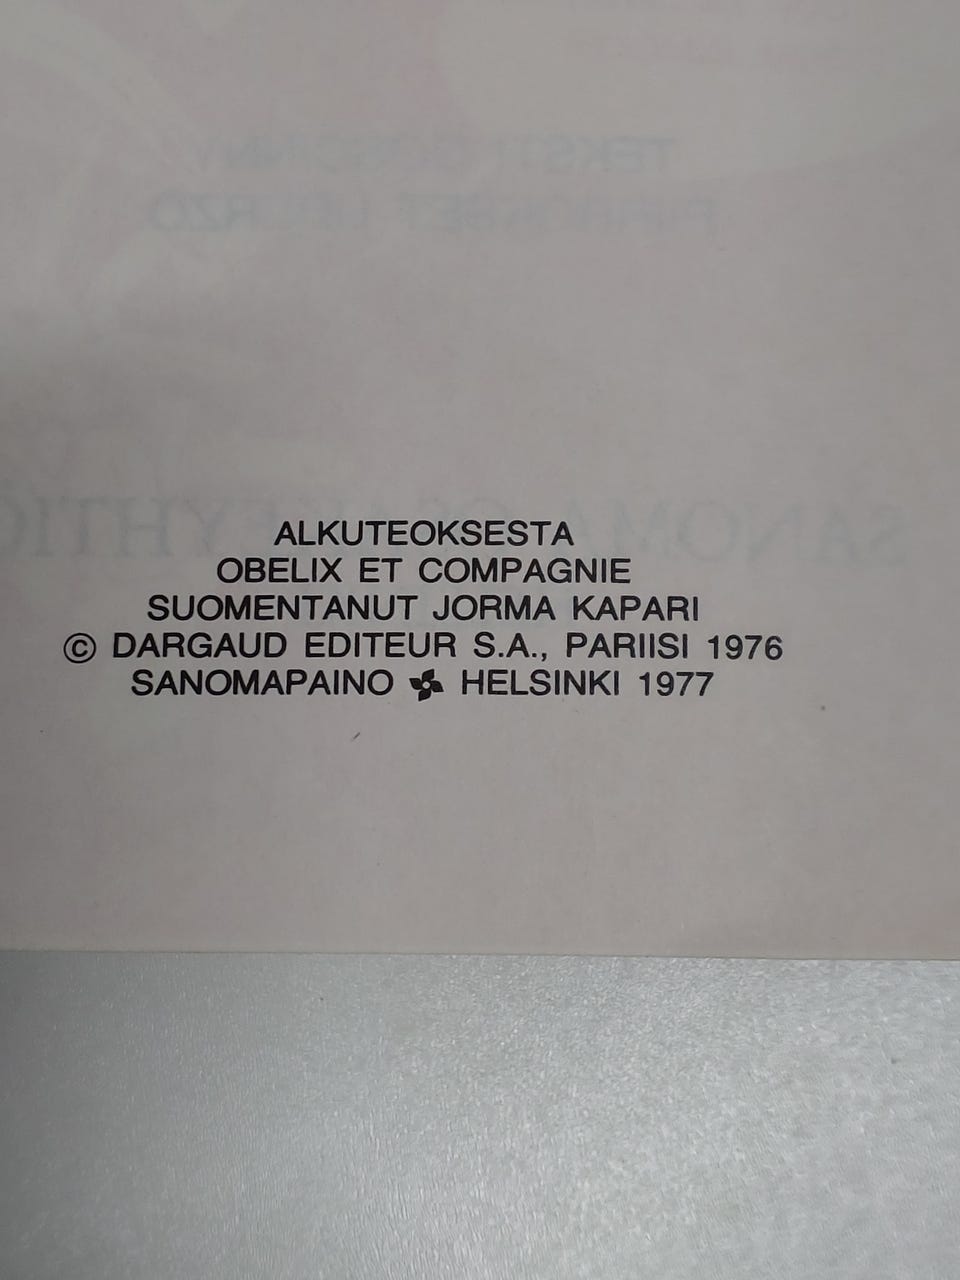 ALKUTEOKSESTA
OBELIX ET COMPAGNIE
SUOMENTANUT JORMA KAPARI
© DARGAUD EDITEUR S.A., PARIISI 1976
SANOMAPAINO HELSINKI 1977